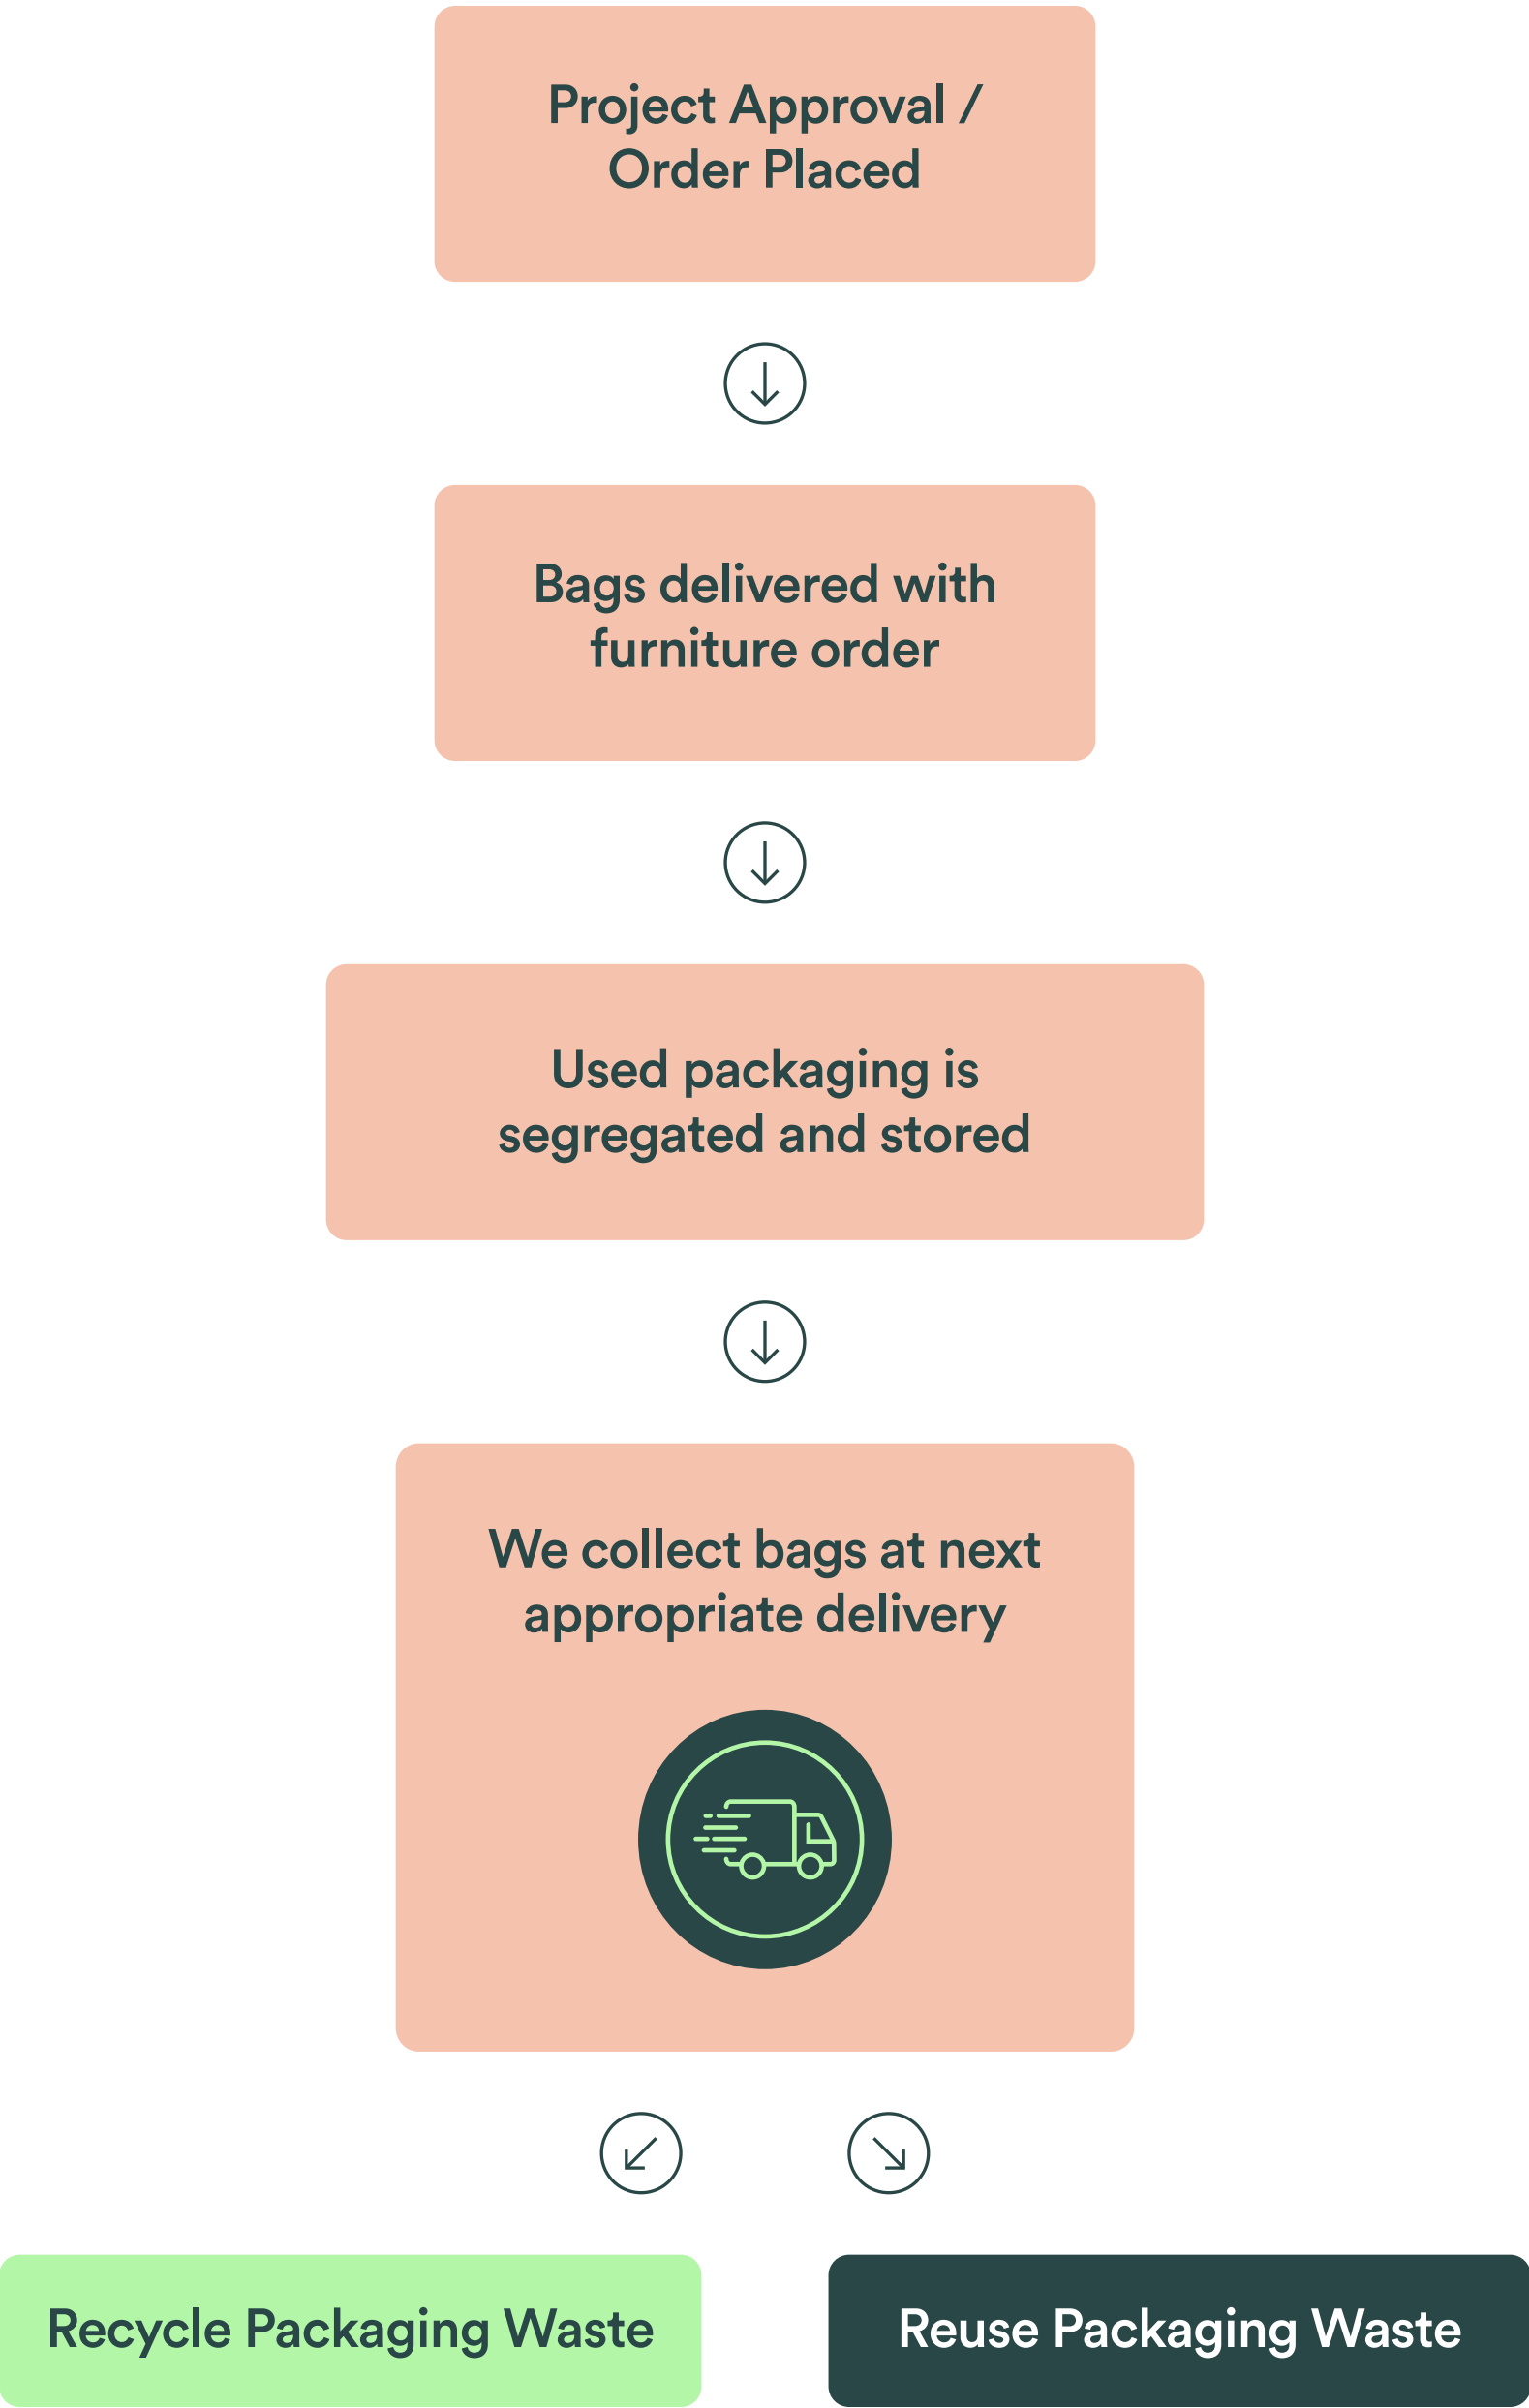 Project Approval /
Order Placed
Bags delivered with
furniture order
Used packaging is
segregated and stored
We collect bags at next
appropriate delivery
Recycle Packaging Waste
Reuse Packaging Waste